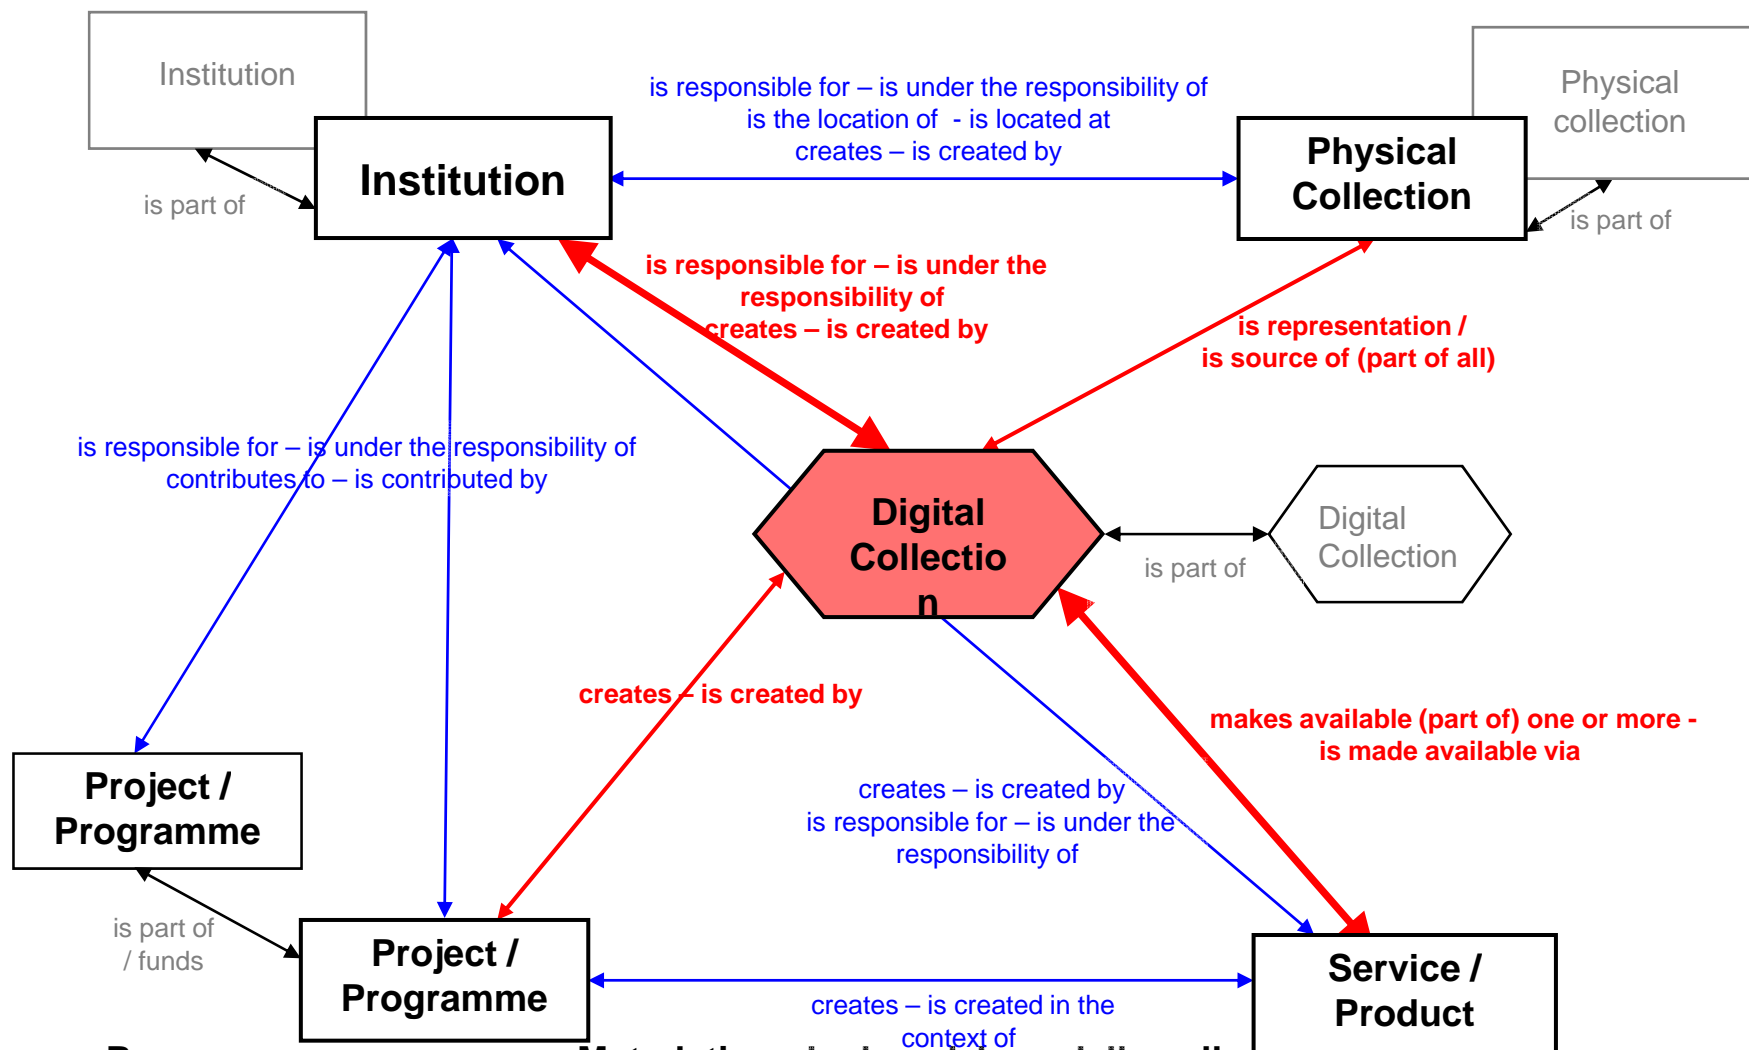 Institution
Physical
collection
is responsible for – is under the responsibility of
is the location of - is located at
creates – is created by
Institution
Physical
Collection
is part of
is part of
is responsible for – is under the
responsibility of
creates – is created by
is representation /
is source of (part of all)
is responsible for – is under the responsibility of
contributes to – is contributed by
Digital
Collectio
n
Digital
Collection
is part of
creates – is created by
makes available (part of) one or more -
is made available via
creates – is created by
is responsible for – is under the
responsibility of
Project /
Programme
is part of
/ funds
Project /
Programme
Service /
Product
creates – is created in the
context of